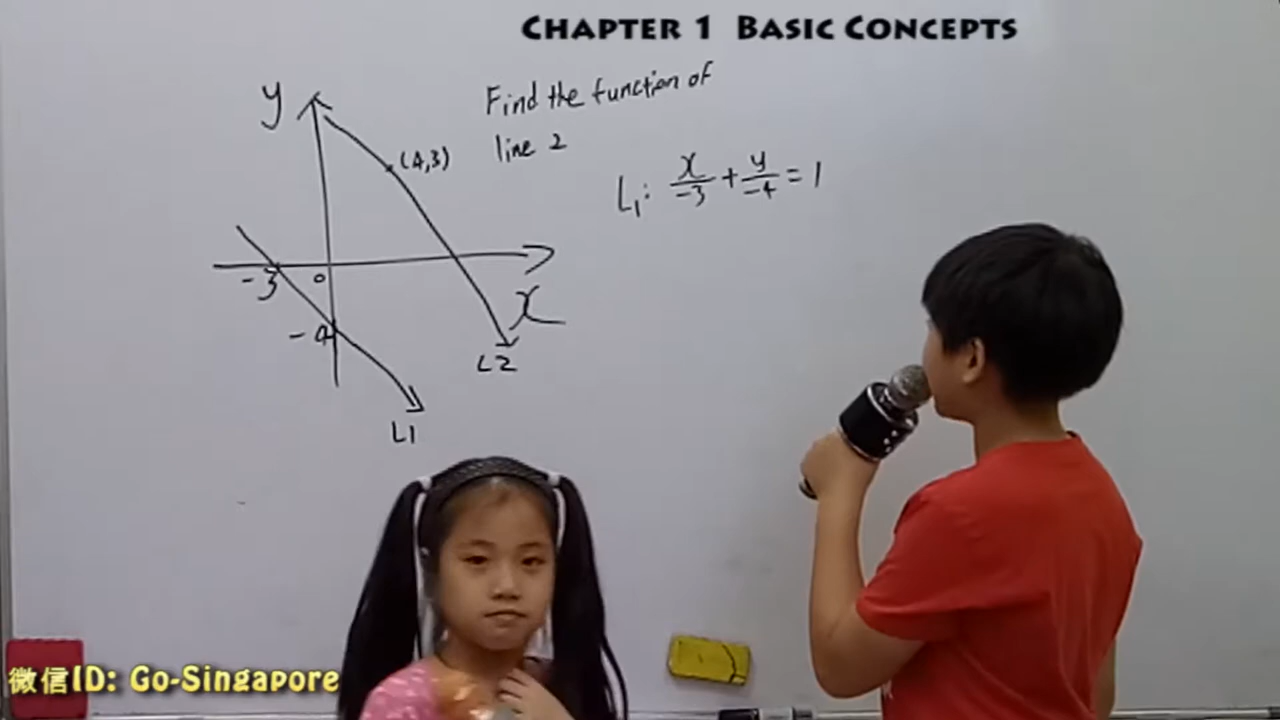 CHAPTER 1 BASIC CONCEPTS
y
Find the function of
line 2
(4,3)
L₁: x/-3 + y/-4 = 1
-3
0
-4
x
L2
L1
微信ID: Go-Singapore